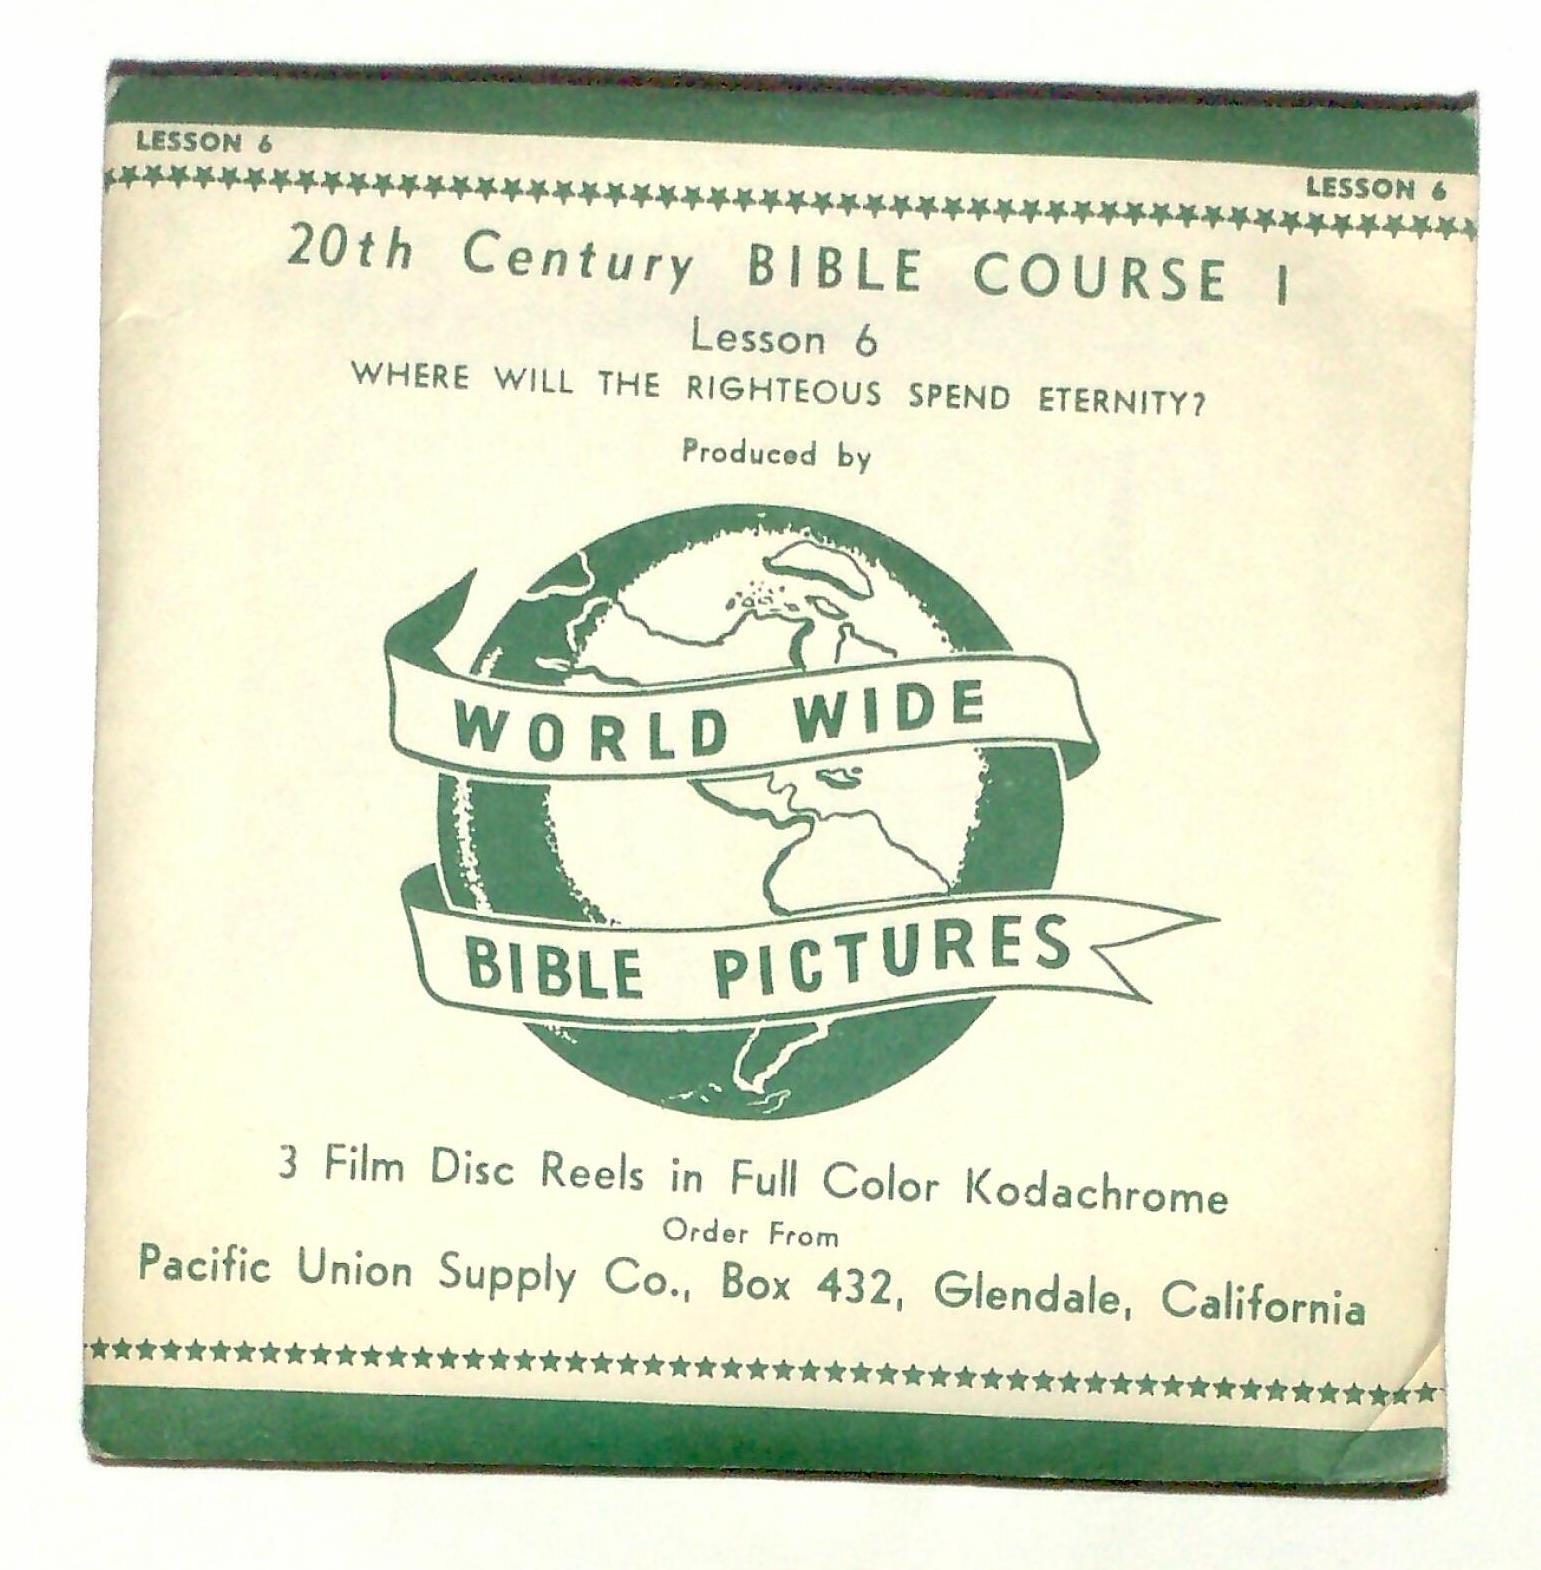 LESSON 6
LESSON 6
20th Century BIBLE COURSE I
Lesson 6
WHERE WILL THE RIGHTEOUS SPEND ETERNITY?
Produced by
WORLD WIDE
BIBLE PICTURES
3 Film Disc Reels in Full Color Kodachrome
Order From
Pacific Union Supply Co., Box 432, Glendale, California